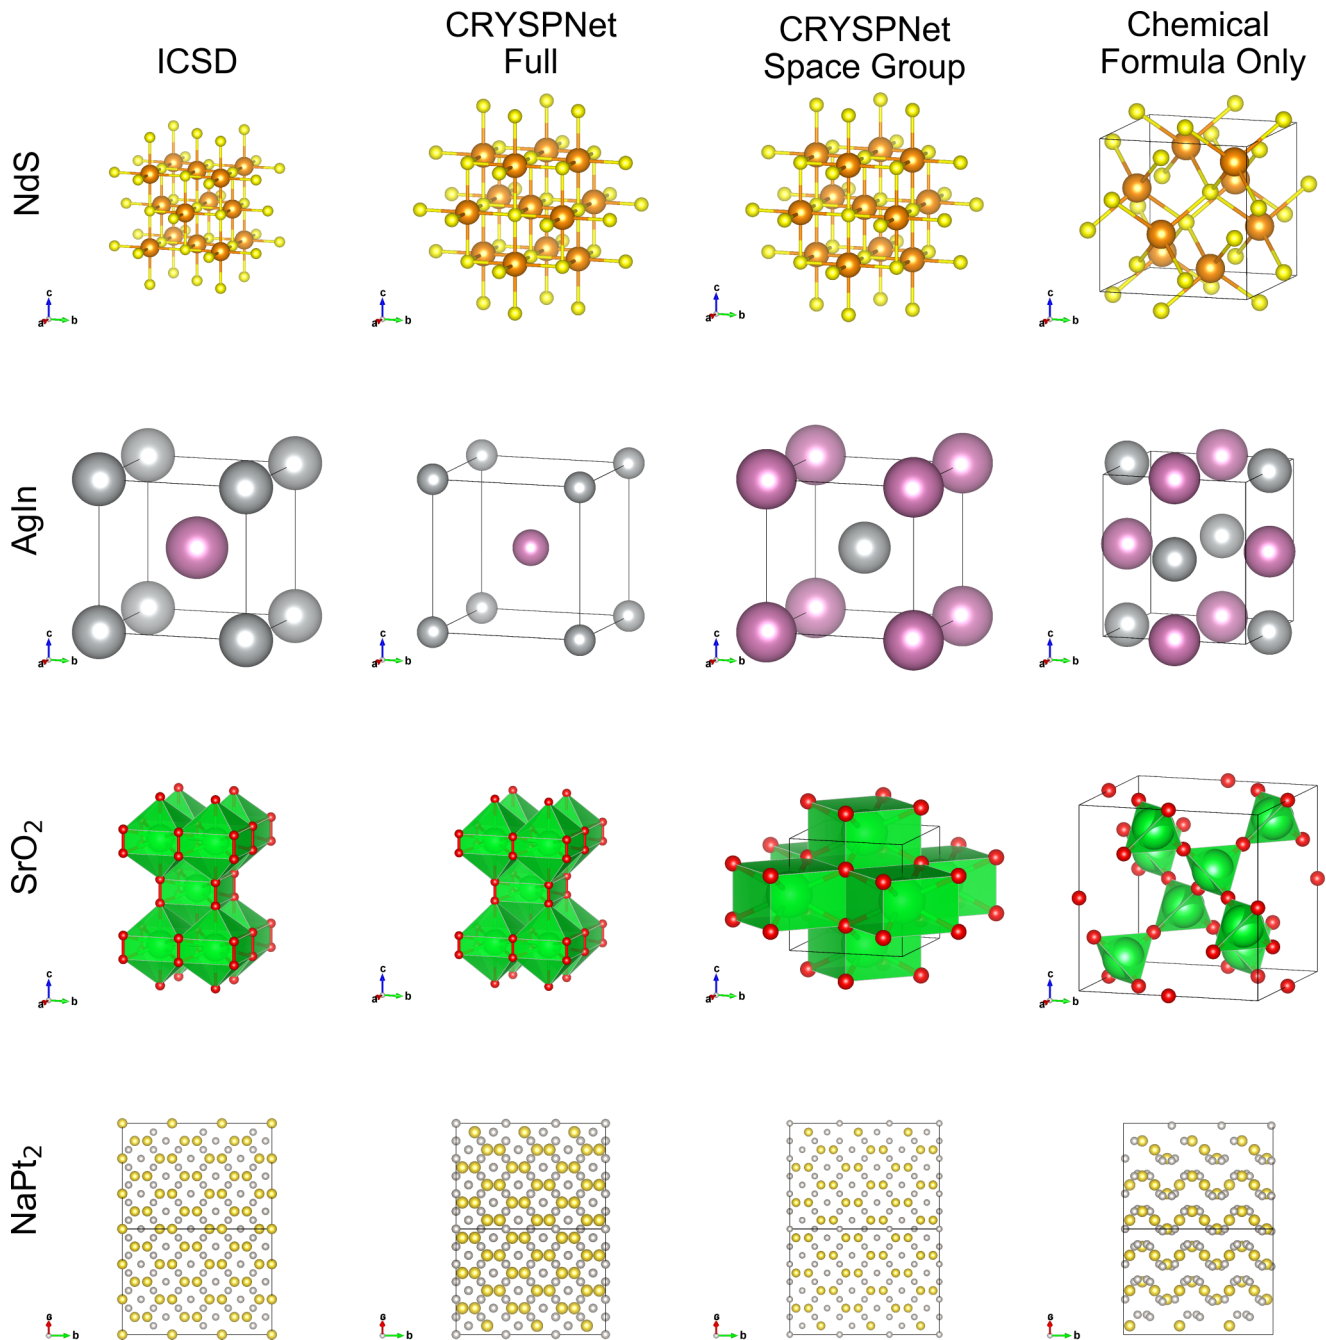 ICSD
CRYSPNet
Full
CRYSPNet
Space Group
Chemical
Formula Only
NdS
c
a b
c
a b
c
a b
c
a b
AgIn
c
a b
c
a b
c
a b
c
a b
SrO2
c
a b
c
a b
c
a b
c
a b
NaPt2
b
b
b
b